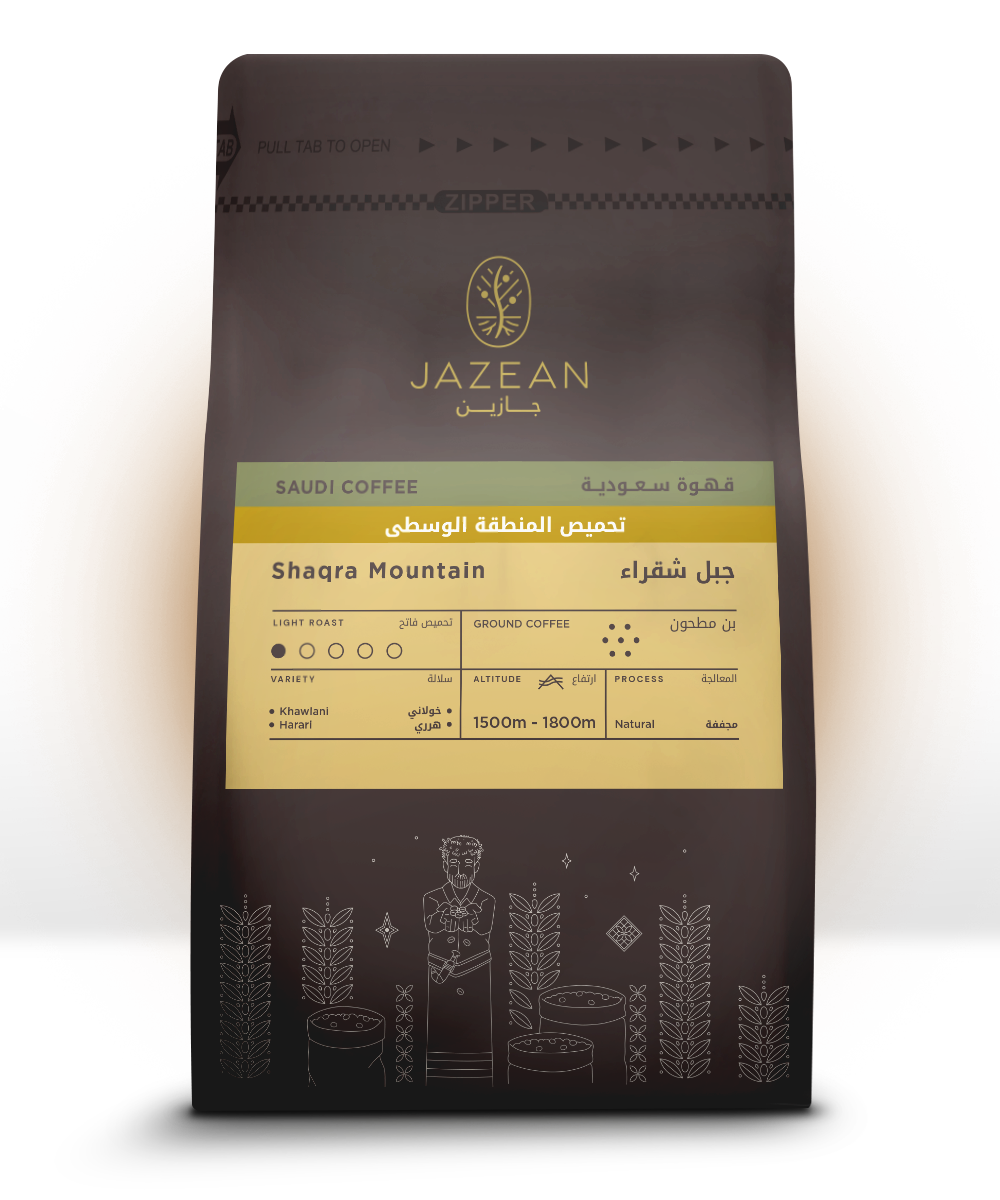 AB
PULL TAB TO OPEN
ZIPPER
JAZEAN
جازين
SAUDI COFFEE قهوة سعودية
تحميص المنطقة الوسطى
Shaqra Mountain جبل شقراء
LIGHT ROAST تحميص فاتح
GROUND COFFEE بن مطحون
VARIETY سلالة
• Khawlani خولاني •
• Harari هرري •
ALTITUDE ارتفاع
1500m - 1800m
PROCESS المعالجة
Natural مجففة